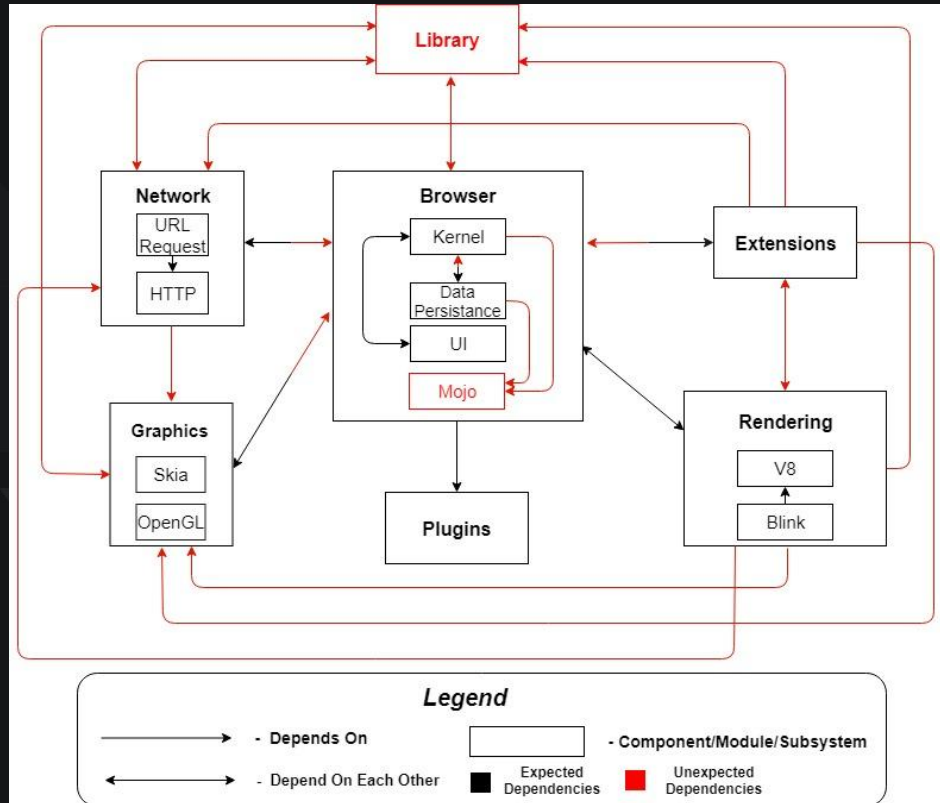 Library
Network
URL
Request
HTTP
Browser
Kernel
Data
Persistance
UI
Mojo
Extensions
Graphics
Skia
OpenGL
Plugins
Rendering
V8
Blink
Legend
- Depends On
- Component/Module/Subsystem
- Depend On Each Other
Expected
Dependencies
Unexpected
Dependencies